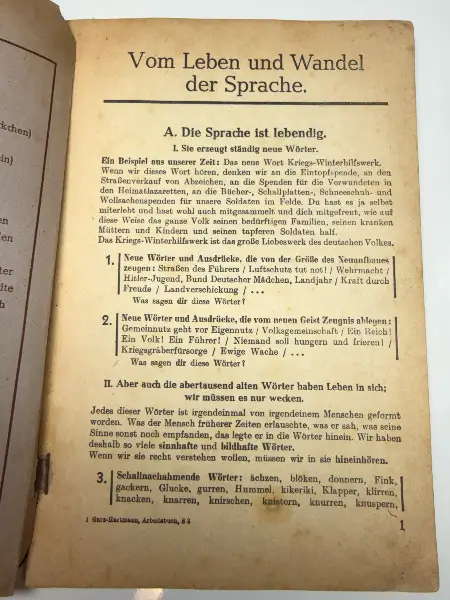 ckchen)
in)
en
en
ter
dte
ch
Vom Leben und Wandel
der Sprache.
A. Die Sprache ist lebendig.
I. Sie erzeugt ständig neue Wörter.
Ein Beispiel aus unserer Zeit: Das neue Wort Kriegs-Winterhilfswerk.
Wenn wir dieses Wort hören, denken wir an die Eintopfspende, an den
Straßenverkauf von Abzeichen, an die Spenden für die Verwundeten in
den Heimatlazaretten, an die Bücher-, Schallplatten-, Schneeschuh- und
Wollsachenspenden für unsere Soldaten im Felde. Du hast es ja selbst
miterlebt und hast wohl auch mitgesammelt und dich mitgefreut, wie auf
diese Weise das ganze Volk seinen bedürftigen Familien, seinen kranken
Müttern und Kindern und seinen tapferen Soldaten half.
Das Kriegs-Winterhilfswerk ist das große Liebeswerk des deutschen Volkes.
1. Neue Wörter und Ausdrücke, die von der Größe des Neuaufbaues
zeugen: Straßen des Führers / Luftschutz tut not! / Wehrmacht /
Hitler-Jugend, Bund Deutscher Mädchen, Landjahr / Kraft durch
Freude / Landverschickung / ...
Was sagen dir diese Wörter?
2. Neue Wörter und Ausdrücke, die vom neuen Geist Zeugnis ablegen:
Gemeinnutz geht vor Eigennutz / Volksgemeinschaft / Ein Reich!
Ein Volk! Ein Führer! / Niemand soll hungern und frieren! /
Kriegsgräberfürsorge / Ewige Wache / ...
Was sagen dir diese Wörter?
II. Aber auch die abertausend alten Wörter haben Leben in sich;
wir müssen es nur wecken.
Jedes dieser Wörter ist irgendeinmal von irgendeinem Menschen geformt
worden. Was der Mensch früherer Zeiten erlauschte, was er sah, was seine
Sinne sonst noch empfanden, das legte er in die Wörter hinein. Wir haben
deshalb so viele sinnhafte und bildhafte Wörter.
Wenn wir sie recht verstehen wollen, müssen wir in sie hineinhören.
3. Schallnachahmende Wörter: ächzen, blöken, donnern, Fink,
gackern, Glucke, gurren, Hummel, kikeriki, Klapper, klirren,
knacken, knarren, knirschen, knistern, knurren, knuspern,
1 Garz-Hartmann, Arbeitsbuch, S 2
1